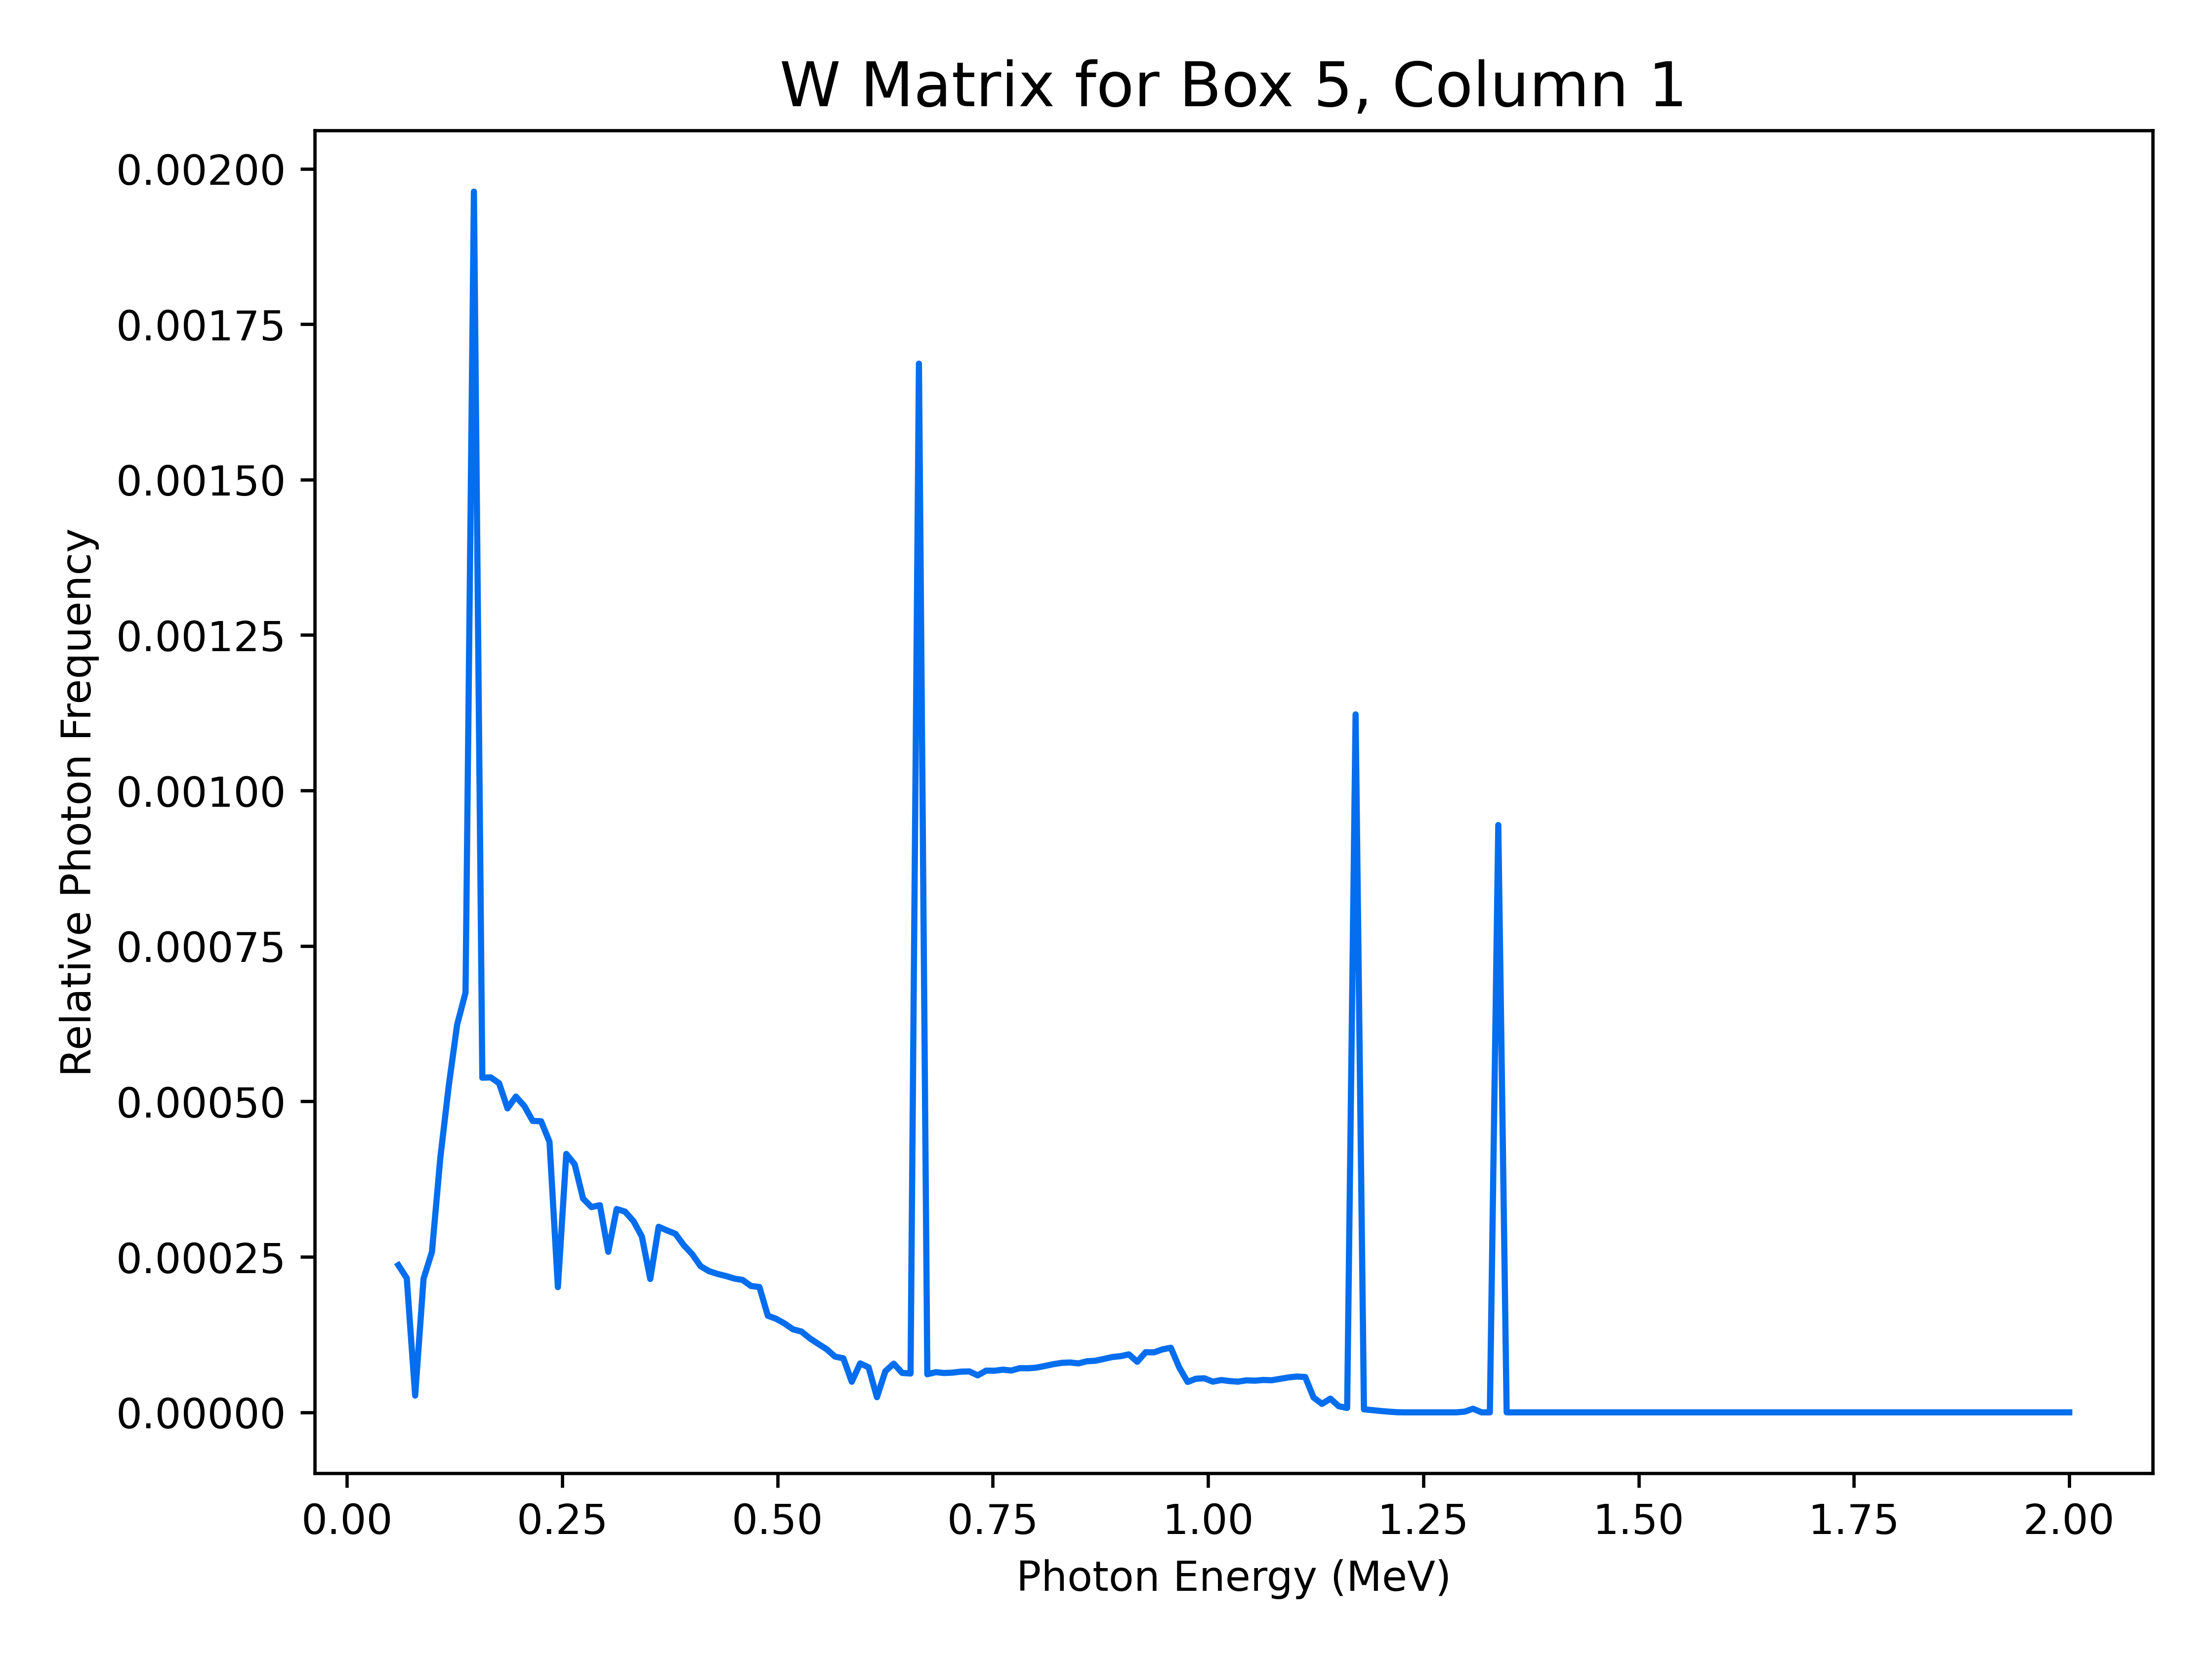 W Matrix for Box 5, Column 1
0.00200
0.00175
0.00150
0.00125
0.00100
0.00075
0.00050
0.00025
0.00000
Relative Photon Frequency
0.00 0.25 0.50 0.75 1.00 1.25 1.50 1.75 2.00
Photon Energy (MeV)